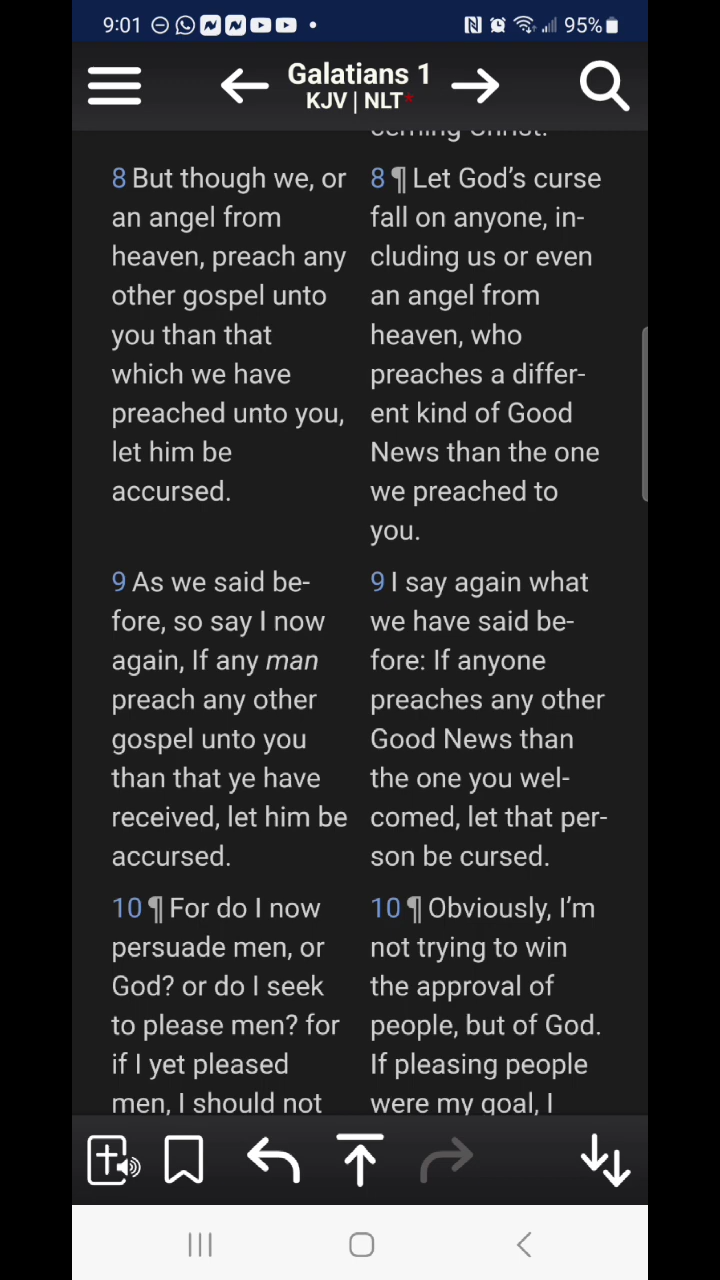 9:01 95%
Galatians 1
KJV | NLT*
cerning Christ.
8 But though we, or
an angel from
heaven, preach any
other gospel unto
you than that
which we have
preached unto you,
let him be
accursed.
9 As we said be-
fore, so say I now
again, If any man
preach any other
gospel unto you
than that ye have
received, let him be
accursed.
10 ¶ For do I now
persuade men, or
God? or do I seek
to please men? for
if I yet pleased
men, I should not
8 ¶ Let God’s curse
fall on anyone, in-
cluding us or even
an angel from
heaven, who
preaches a differ-
ent kind of Good
News than the one
we preached to
you.
9 I say again what
we have said be-
fore: If anyone
preaches any other
Good News than
the one you wel-
comed, let that per-
son be cursed.
10 ¶ Obviously, I’m
not trying to win
the approval of
people, but of God.
If pleasing people
were my goal, I